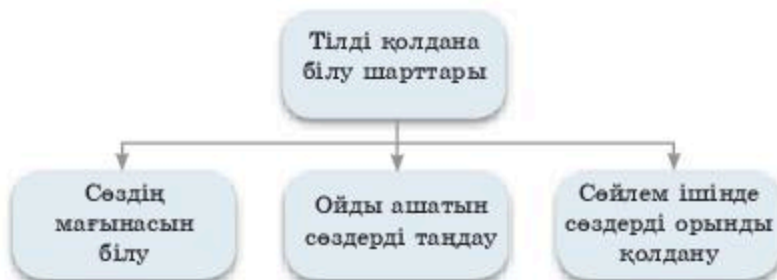 Тілді қолдана
білу шарттары
Сөздің
мағынасын
білу
Ойды ашатын
сөздерді таңдау
Сөйлем ішінде
сөздерді орынды
қолдану